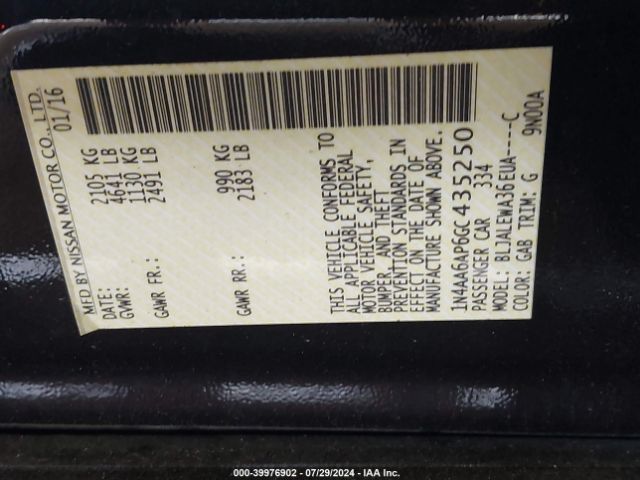 MFD BY NISSAN MOTOR CO., LTD.
DATE: 01/16
GVWR: 2105 KG
4641 LB
GAWR FR.: 1130 KG
2491 LB
GAWR RR.: 990 KG
2183 LB
THIS VEHICLE CONFORMS TO
ALL APPLICABLE FEDERAL
MOTOR VEHICLE SAFETY,
BUMPER, AND THEFT
PREVENTION STANDARDS IN
EFFECT ON THE DATE OF
MANUFACTURE SHOWN ABOVE.
1N4AA6AP6GC435250
PASSENGER CAR 334
MODEL: BLJALEWA36EUA----C
COLOR: GAB TRIM: G 9N00A
000-39976902 - 07/29/2024 - IAA Inc.